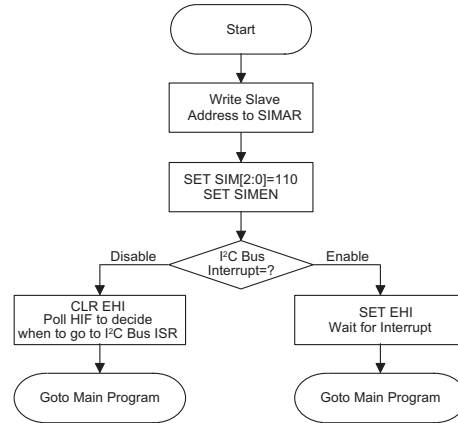 Start
Write Slave
Address to SIMAR
SET SIM[2:0]=110
SET SIMEN
I²C Bus
Interrupt=?
Disable
Enable
CLR EHI
Poll HIF to decide
when to go to I²C Bus ISR
SET EHI
Wait for Interrupt
Goto Main Program
Goto Main Program